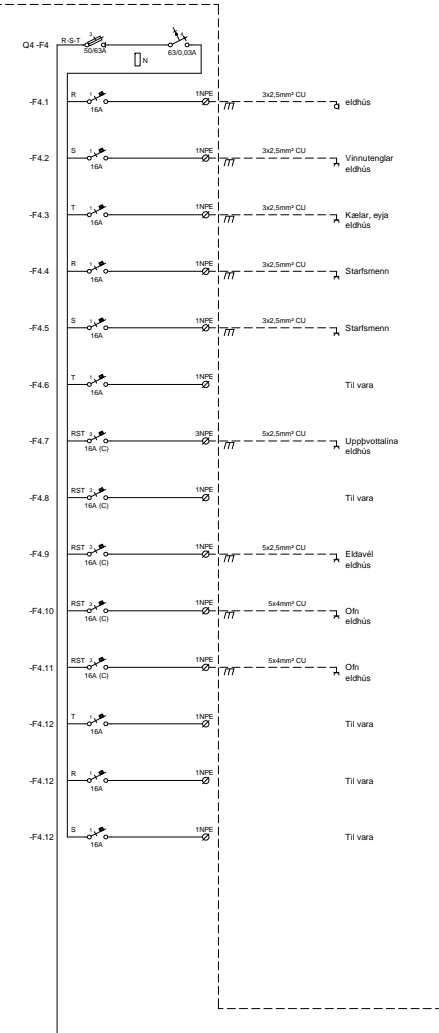 Q4 -F4 R-S-T 3 50/63A N 4 63/0,03A
-F4.1 R 1 16A 1NPE 3x2,5mm² CU eldhús
-F4.2 S 1 16A 1NPE 3x2,5mm² CU Vinnutenglar
eldhús
-F4.3 T 1 16A 1NPE 3x2,5mm² CU Kælar, eyja
eldhús
-F4.4 R 1 16A 1NPE 3x2,5mm² CU Starfsmenn
-F4.5 S 1 16A 1NPE 3x2,5mm² CU Starfsmenn
-F4.6 T 1 16A 1NPE Til vara
-F4.7 RST 3 16A (C) 3NPE 5x2,5mm² CU Uppþvottalína
eldhús
-F4.8 RST 3 16A (C) 1NPE Til vara
-F4.9 RST 3 16A (C) 1NPE 5x2,5mm² CU Eldavél
eldhús
-F4.10 RST 3 16A (C) 1NPE 5x4mm² CU Ofn
eldhús
-F4.11 RST 3 16A (C) 1NPE 5x4mm² CU Ofn
eldhús
-F4.12 T 1 16A 1NPE Til vara
-F4.12 R 1 16A 1NPE Til vara
-F4.12 S 1 16A 1NPE Til vara